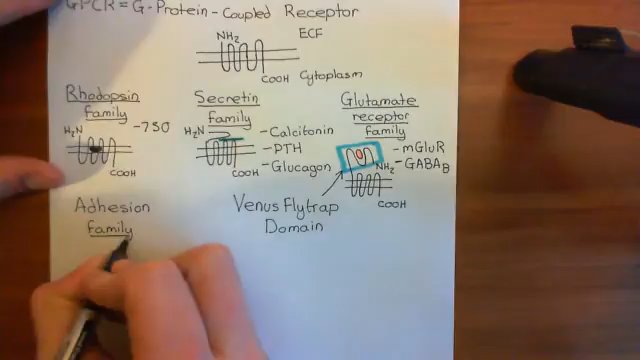 GPCR = G-Protein-Coupled Receptor
NH2
ECF
COOH
Cytoplasm
Rhodopsin
family
H2N
-750
COOH
Secretin
family
H2N
-Calcitonin
-PTH
-Glucagon
COOH
Glutamate
receptor
family
-mGluR
-GABAB
NH2
COOH
Adhesion
family
Venus Flytrap
Domain